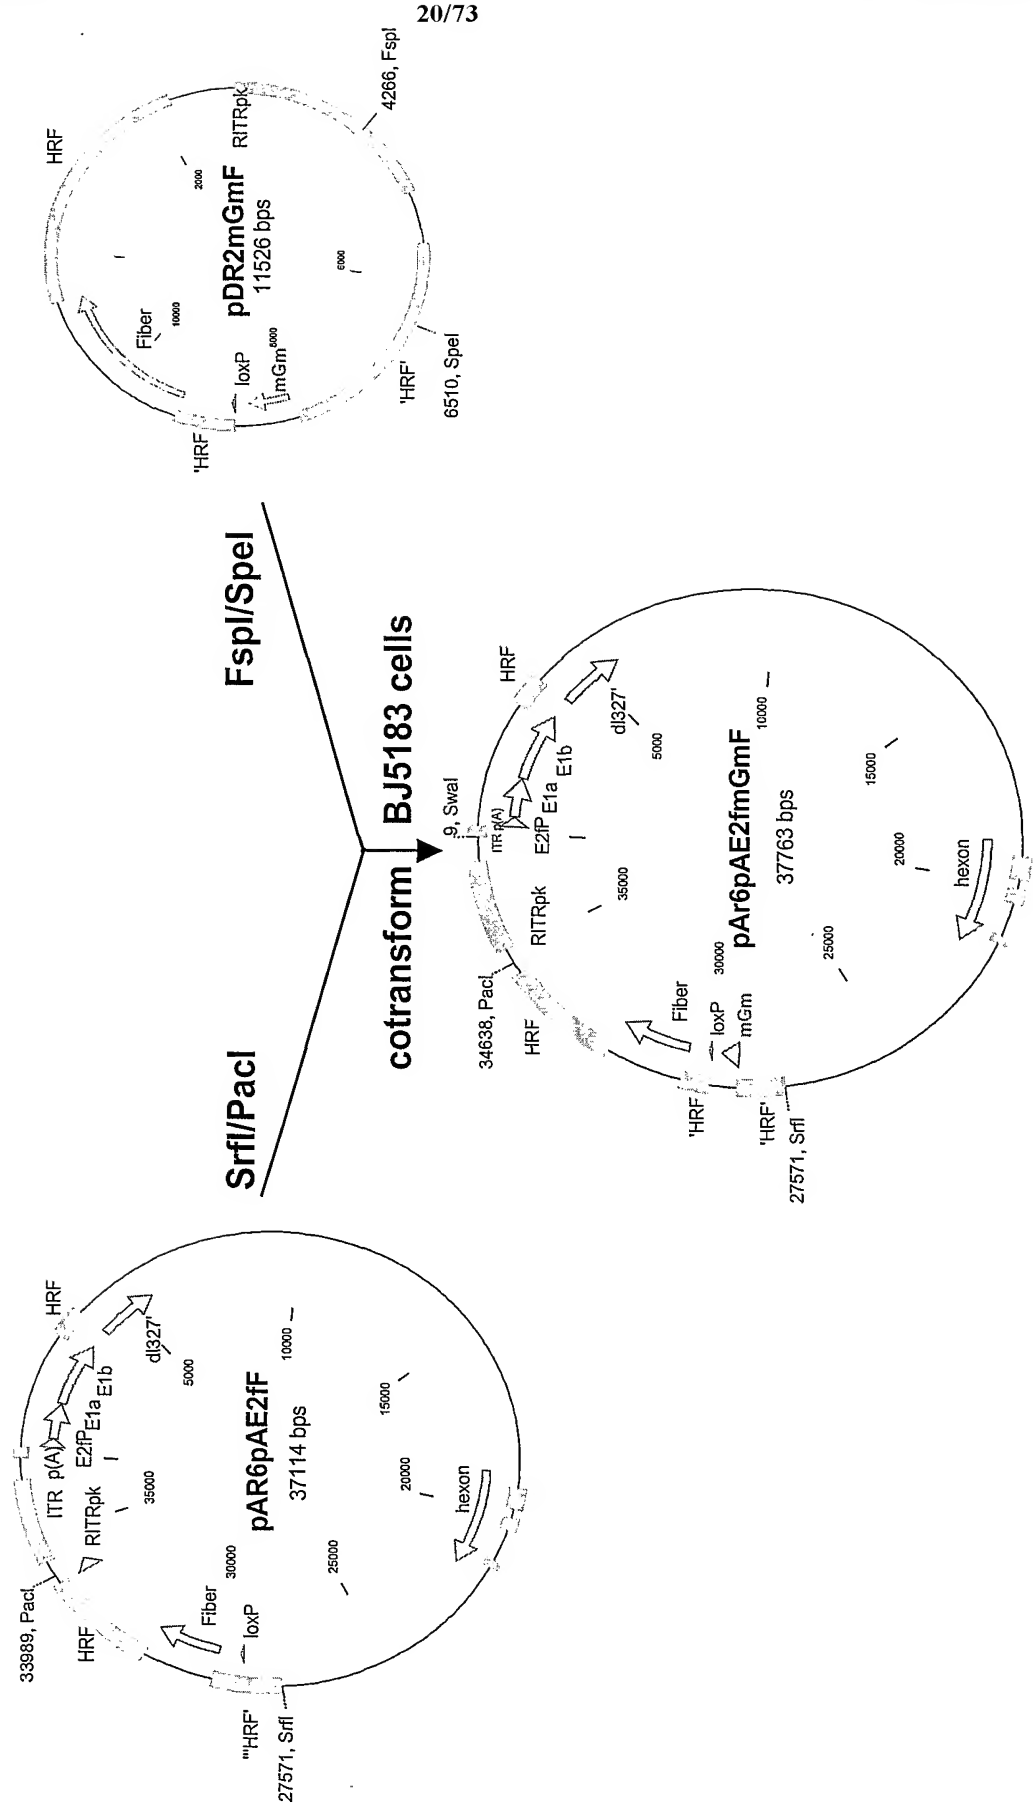 20/73
33989, PacI
HRF
ITR
p(A)
RITRpk
E2fP
E1a
E1b
HRF
dl327'
35000
5000
10000
pAR6pAE2fF
37114 bps
15000
20000
25000
30000
Fiber
loxP
hexon
'''HRF'
27571, SrfI
SrfI/PacI
FspI/SpeI
cotransform BJ5183 cells
HRF
RITRpk
4266, FspI
2000
Fiber
10000
pDR2mGmF
11526 bps
6000
loxP
mGm
8000
'HRF
'HRF'
6510, SpeI
9, SwaI
34638, PacI
HRF
RITRpk
ITR
p(A)
E2fP
E1a
E1b
HRF
dl327'
35000
5000
10000
pAr6pAE2fmGmF
37763 bps
15000
20000
25000
30000
Fiber
loxP
mGm
hexon
'HRF
'HRF'
27571, SrfI